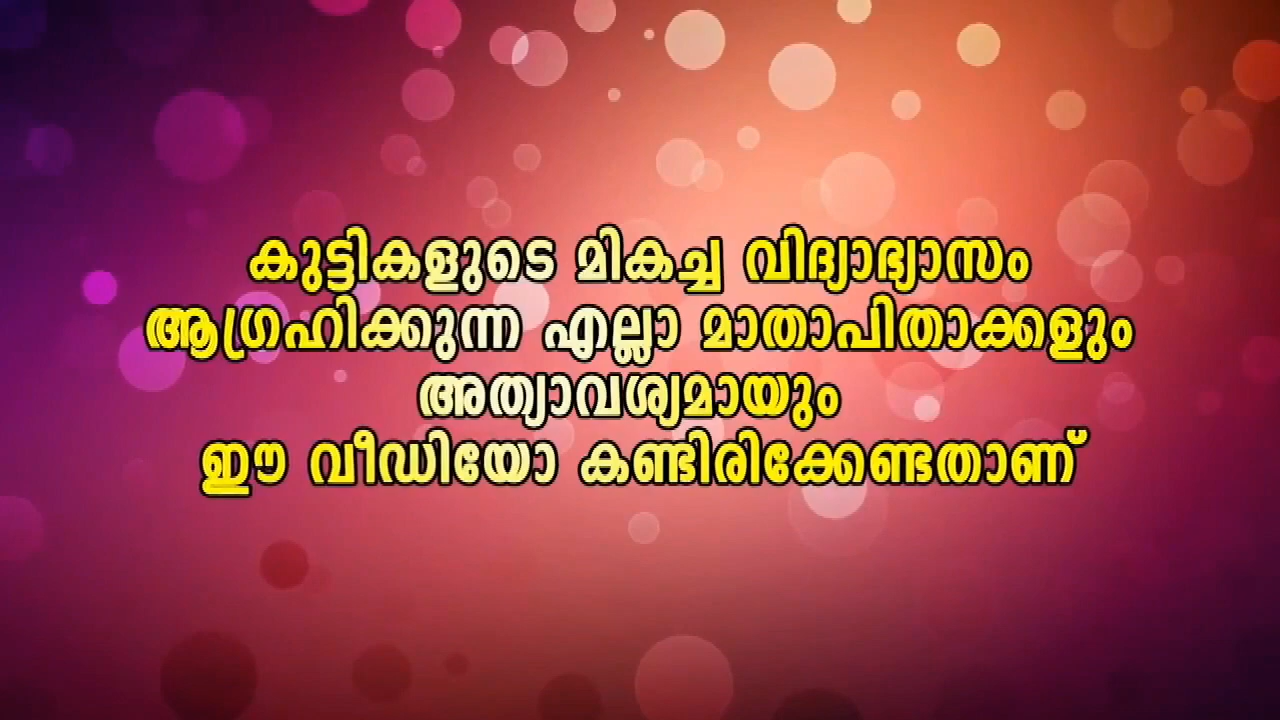 കുട്ടികളുടെ മികച്ച വിദ്യാഭ്യാസം
ആഗ്രഹിക്കുന്ന എല്ലാ മാതാപിതാക്കളും
അത്യാവശ്യമായും
ഈ വീഡിയോ കണ്ടിരിക്കേണ്ടതാണ്